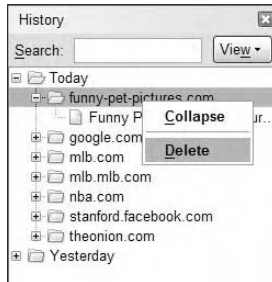 History
Search: View
Today
funny-pet-pictures.com
Funny P ur..
Collapse
google.com
Delete
mlb.com
mlb.mlb.com
nba.com
stanford.facebook.com
theonion.com
Yesterday